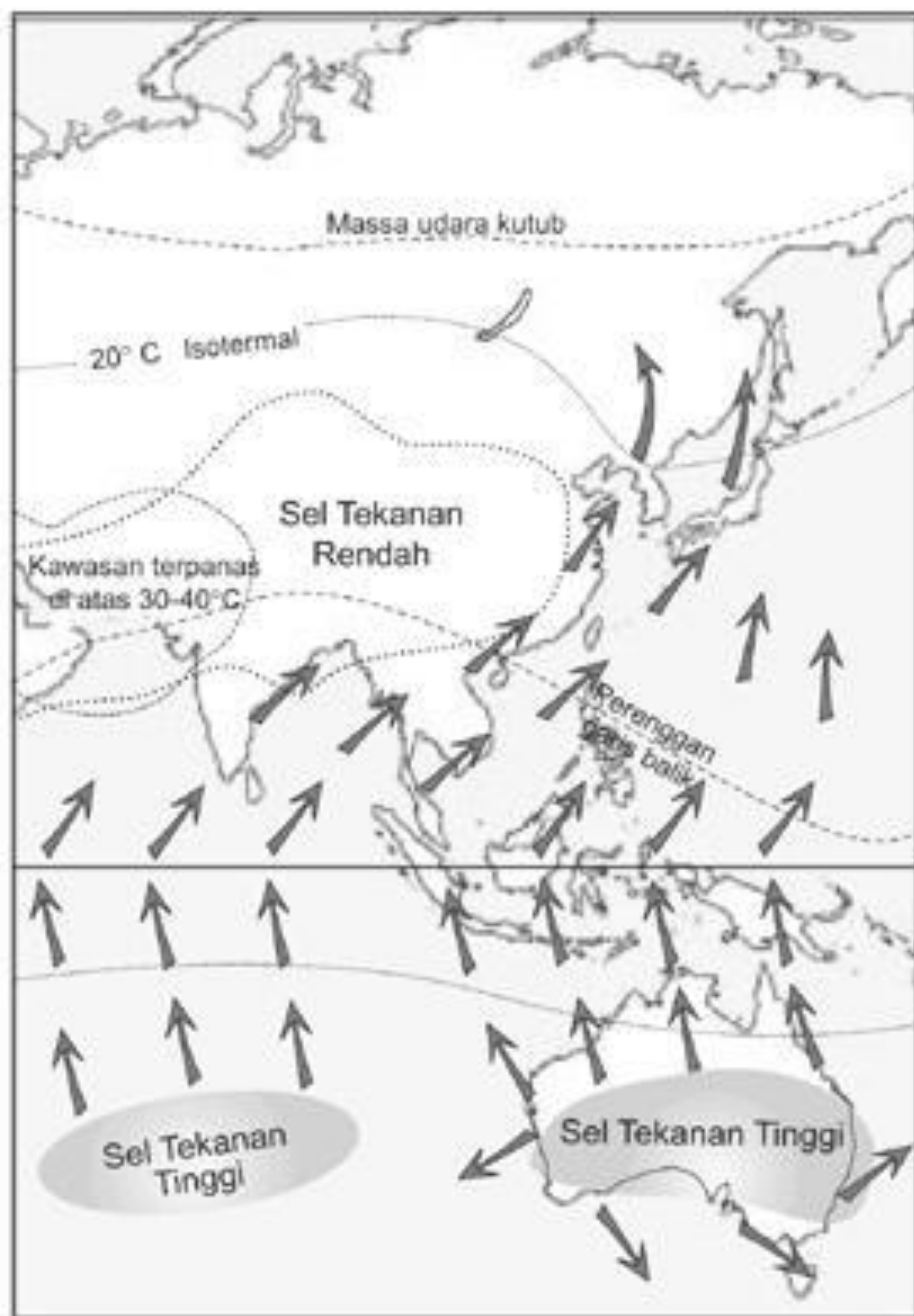 Massa udara kutub
20° C Isotermal
Sel Tekanan
Rendah
Kawasan terpanas
di atas 30-40°C
Perenggan
garis balik
Sel Tekanan
Tinggi
Sel Tekanan Tinggi